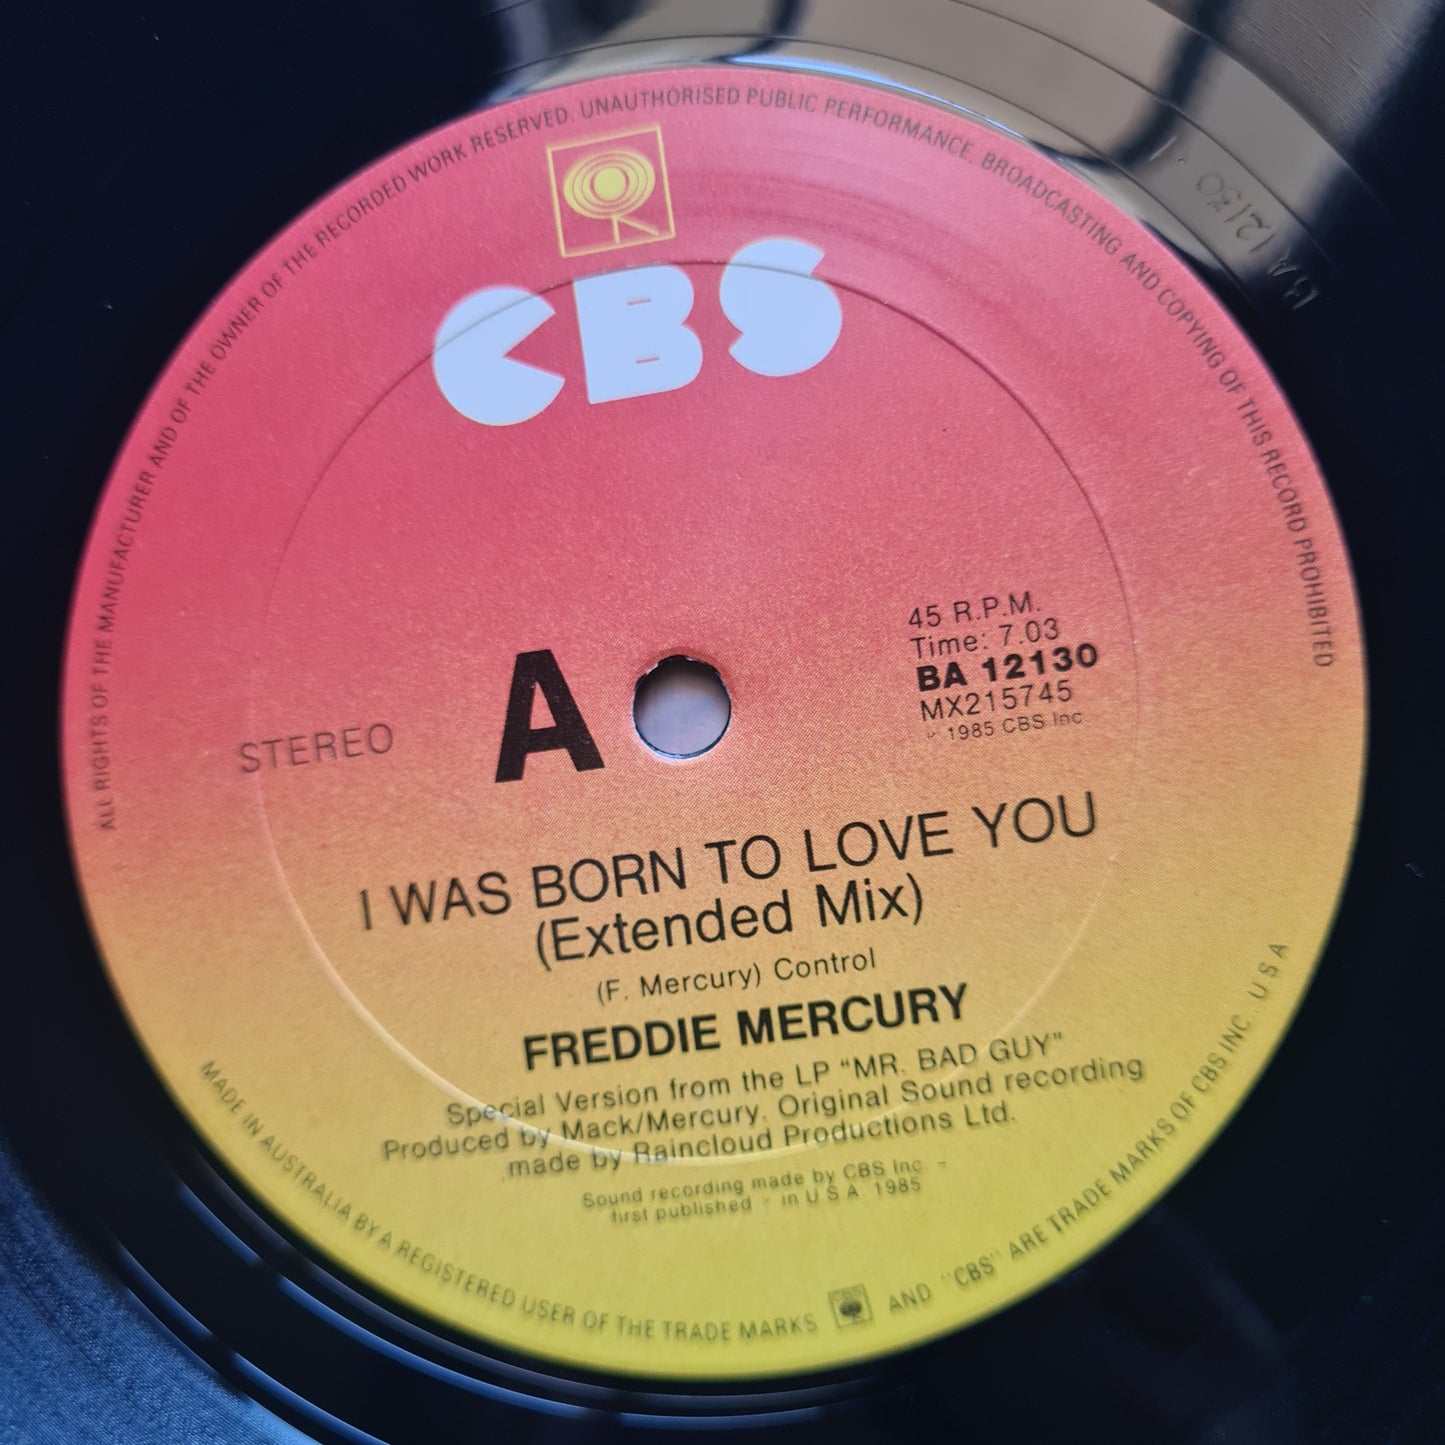 ALL RIGHTS OF THE MANUFACTURER AND OF THE OWNER OF THE RECORDED WORK RESERVED. UNAUTHORISED PUBLIC PERFORMANCE, BROADCASTING AND COPYING OF THIS RECORD PROHIBITED
CBS
BA 12130
45 R.P.M.
Time: 7.03
BA 12130
MX215745
1985 CBS Inc
STEREO
A
I WAS BORN TO LOVE YOU
(Extended Mix)
(F. Mercury) Control
FREDDIE MERCURY
Special Version from the LP “MR. BAD GUY”
Produced by Mack/Mercury. Original Sound recording
made by Raincloud Productions Ltd.
Sound recording made by CBS Inc. –
first published - in U S A 1985
MADE IN AUSTRALIA BY A REGISTERED USER OF THE TRADE MARKS AND "CBS" ARE TRADE MARKS OF CBS INC. USA